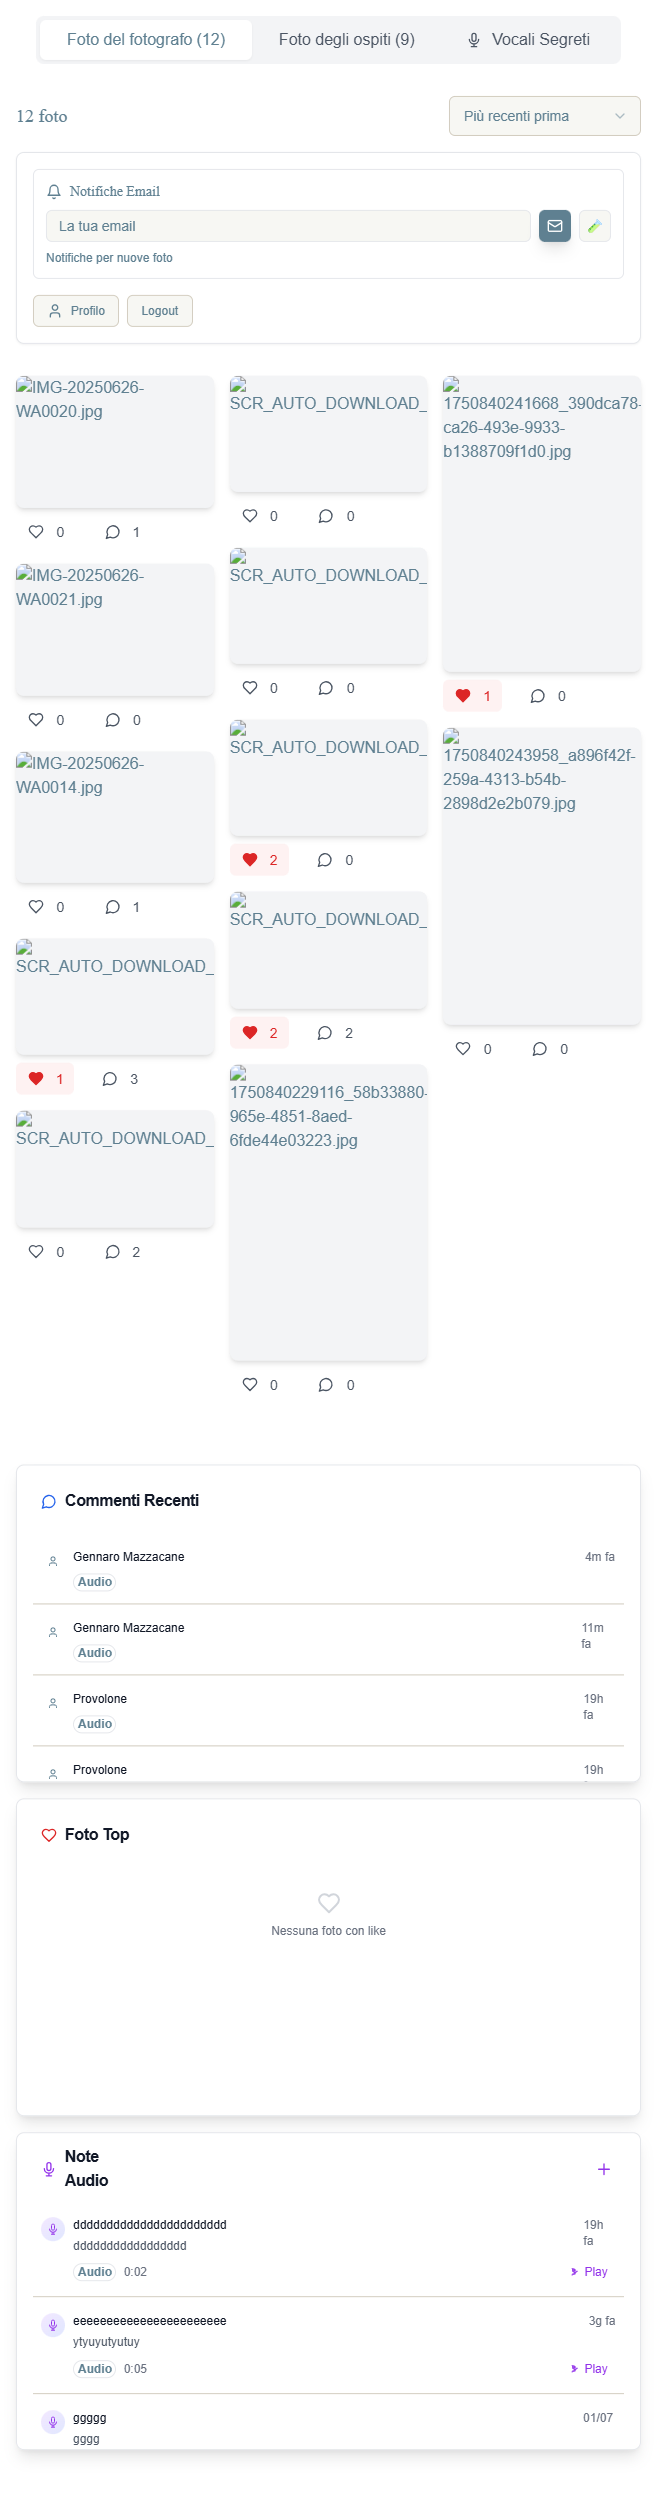 Foto del fotografo (12)
Foto degli ospiti (9)
Vocali Segreti
12 foto
Più recenti prima
Notifiche Email
La tua email
Notifiche per nuove foto
Profilo
Logout
IMG-20250626-
WA0020.jpg
0
1
IMG-20250626-
WA0021.jpg
0
0
IMG-20250626-
WA0014.jpg
0
1
SCR_AUTO_DOWNLOAD_
1
3
SCR_AUTO_DOWNLOAD_
0
2
SCR_AUTO_DOWNLOAD_
0
0
SCR_AUTO_DOWNLOAD_
0
0
SCR_AUTO_DOWNLOAD_
2
0
SCR_AUTO_DOWNLOAD_
2
2
1750840229116_58b33880-
965e-4851-8aed-
6fde44e03223.jpg
0
0
1750840241668_390dca78-
ca26-493e-9933-
b1388709f1d0.jpg
1
0
1750840243958_a896f42f-
259a-4313-b54b-
2898d2e2b079.jpg
0
0
Commenti Recenti
Gennaro Mazzacane
4m fa
Audio
Gennaro Mazzacane
11m
fa
Audio
Provolone
19h
fa
Audio
Provolone
19h
Foto Top
Nessuna foto con like
Note
Audio
ddddddddddddddddddddddd
19h
fa
ddddddddddddddddd
Audio
0:02
Play
eeeeeeeeeeeeeeeeeeeeeee
3g fa
ytyuyutyutuy
Audio
0:05
Play
ggggg
01/07
gggg